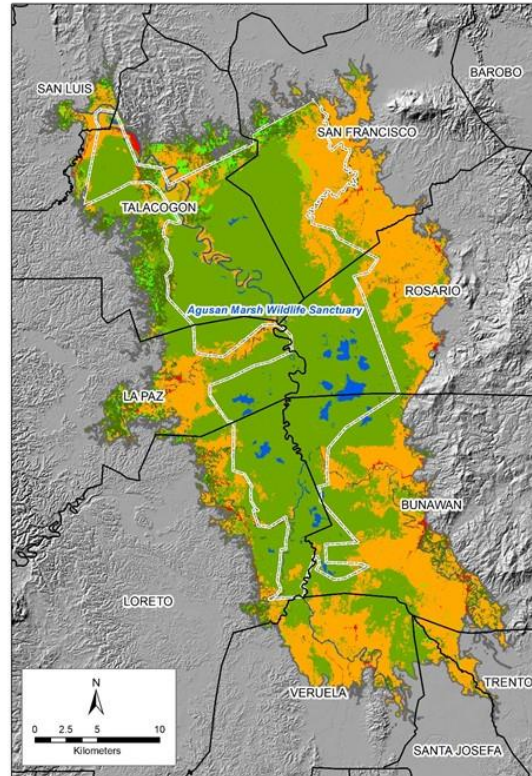 SAN LUIS
BAROBO
SAN FRANCISCO
TALACOGON
ROSARIO
Agusan Marsh Wildlife Sanctuary
LA PAZ
BUNAWAN
LORETO
TRENTO
VERUELA
SANTA JOSEFA
N
0 2.5 5 10
Kilometers